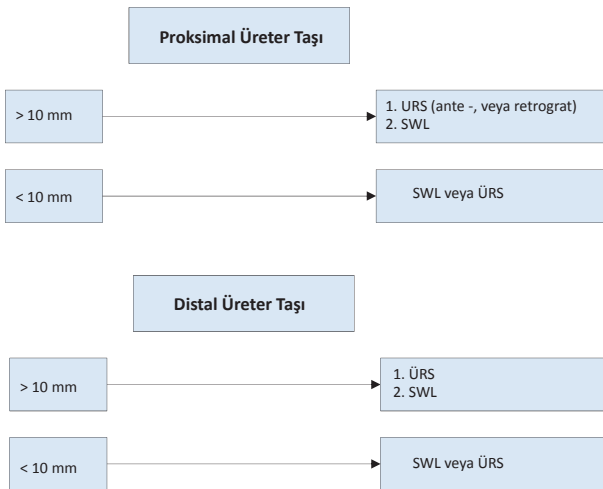 Proksimal Üreter Taşı
> 10 mm
1. URS (ante -, veya retrograt)
2. SWL
< 10 mm
SWL veya ÜRS
Distal Üreter Taşı
> 10 mm
1. ÜRS
2. SWL
< 10 mm
SWL veya ÜRS